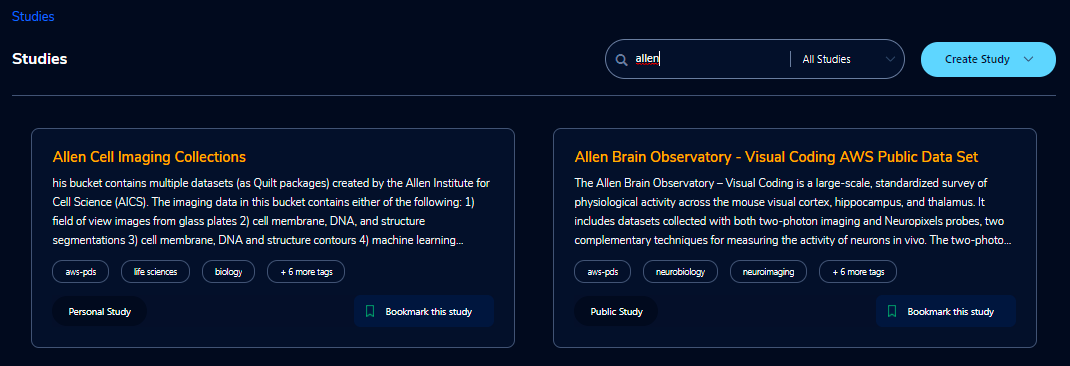 Studies
Studies
allen
All Studies
Create Study
Allen Cell Imaging Collections
his bucket contains multiple datasets (as Quilt packages) created by the Allen Institute for
Cell Science (AICS). The imaging data in this bucket contains either of the following: 1)
field of view images from glass plates 2) cell membrane, DNA, and structure
segmentations 3) cell membrane, DNA and structure contours 4) machine learning...
aws-pds
life sciences
biology
+ 6 more tags
Personal Study
Bookmark this study
Allen Brain Observatory - Visual Coding AWS Public Data Set
The Allen Brain Observatory – Visual Coding is a large-scale, standardized survey of
physiological activity across the mouse visual cortex, hippocampus, and thalamus. It
includes datasets collected with both two-photon imaging and Neuropixels probes, two
complementary techniques for measuring the activity of neurons in vivo. The two-photo...
aws-pds
neurobiology
neuroimaging
+ 6 more tags
Public Study
Bookmark this study